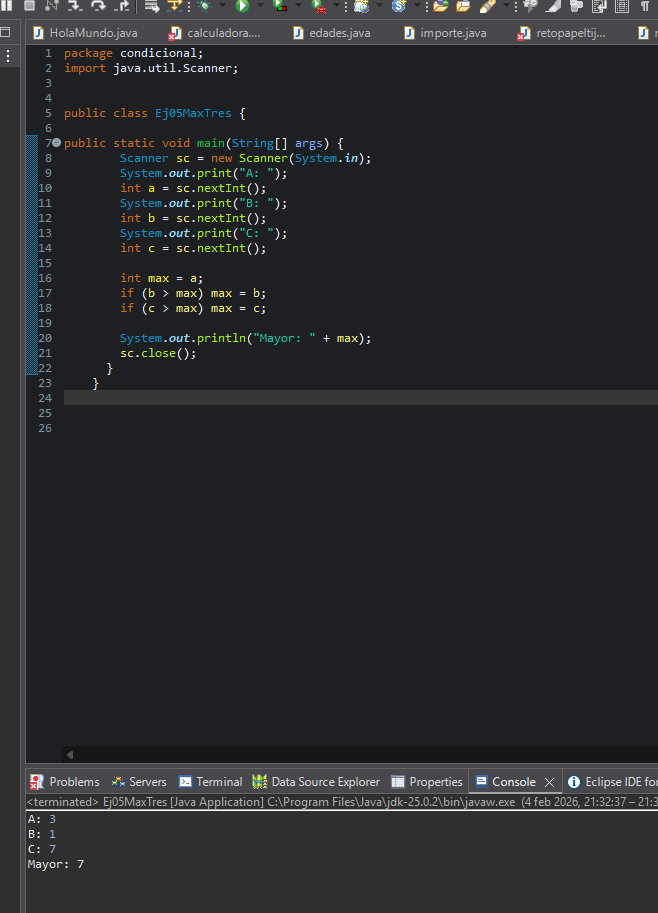 HolaMundo.java calculadora.... edades.java importe.java retopapeltij...
1 package condicional;
2 import java.util.Scanner;
3
4
5 public class Ej05MaxTres {
6
7 public static void main(String[] args) {
8 Scanner sc = new Scanner(System.in);
9 System.out.print("A: ");
10 int a = sc.nextInt();
11 System.out.print("B: ");
12 int b = sc.nextInt();
13 System.out.print("C: ");
14 int c = sc.nextInt();
15
16 int max = a;
17 if (b > max) max = b;
18 if (c > max) max = c;
19
20 System.out.println("Mayor: " + max);
21 sc.close();
22 }
23 }
24
25
26
Problems Servers Terminal Data Source Explorer Properties Console Eclipse IDE for
<terminated> Ej05MaxTres [Java Application] C:\Program Files\Java\jdk-25.0.2\bin\javaw.exe (4 feb 2026, 21:32:37 – 21:3
A: 3
B: 1
C: 7
Mayor: 7